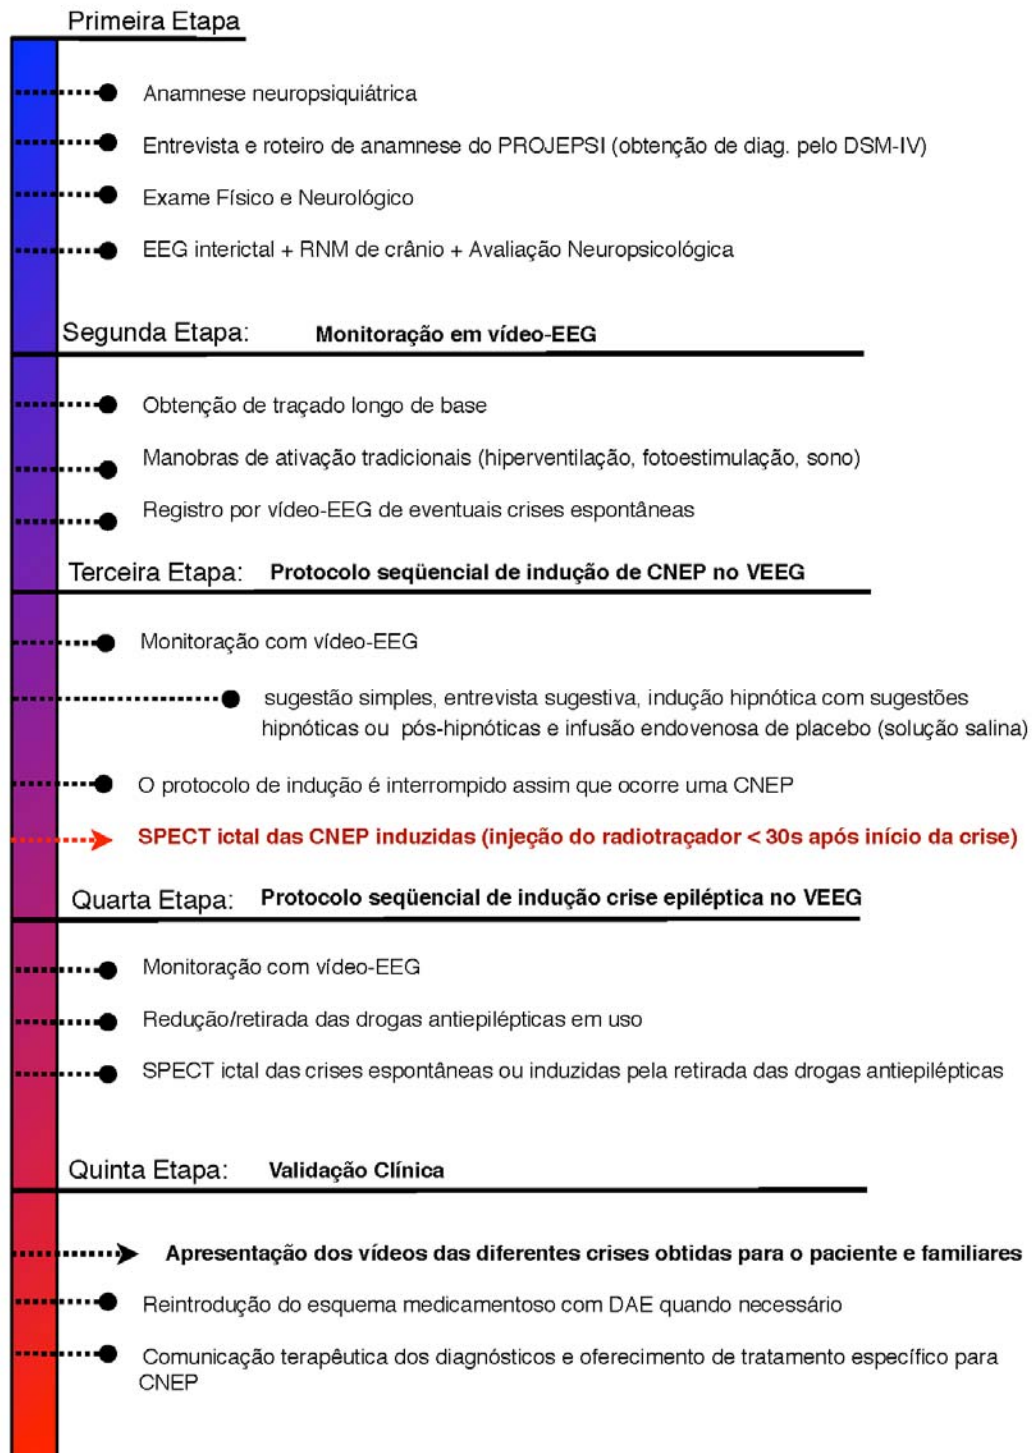 Primeira Etapa
Anamnese neuropsiquiátrica
Entrevista e roteiro de anamnese do PROJEPSI (obtenção de diag. pelo DSM-IV)
Exame Físico e Neurológico
EEG interictal + RNM de crânio + Avaliação Neuropsicológica
Segunda Etapa: Monitoração em vídeo-EEG
Obtenção de traçado longo de base
Manobras de ativação tradicionais (hiperventilação, fotoestimulação, sono)
Registro por vídeo-EEG de eventuais crises espontâneas
Terceira Etapa: Protocolo seqüencial de indução de CNEP no VEEG
Monitoração com vídeo-EEG
sugestão simples, entrevista sugestiva, indução hipnótica com sugestões
hipnóticas ou pós-hipnóticas e infusão endovenosa de placebo (solução salina)
O protocolo de indução é interrompido assim que ocorre uma CNEP
SPECT ictal das CNEP induzidas (injeção do radiotraçador < 30s após início da crise)
Quarta Etapa: Protocolo seqüencial de indução crise epiléptica no VEEG
Monitoração com vídeo-EEG
Redução/retirada das drogas antiepilépticas em uso
SPECT ictal das crises espontâneas ou induzidas pela retirada das drogas antiepilépticas
Quinta Etapa: Validação Clínica
Apresentação dos vídeos das diferentes crises obtidas para o paciente e familiares
Reintrodução do esquema medicamentoso com DAE quando necessário
Comunicação terapêutica dos diagnósticos e oferecimento de tratamento específico para
CNEP